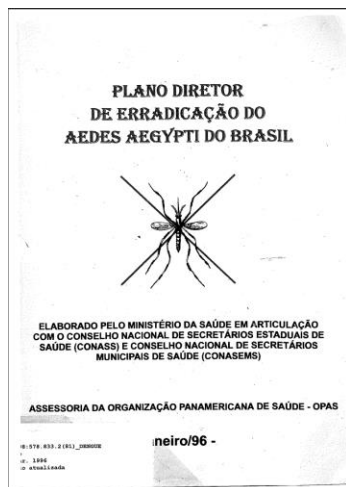 PLANO DIRETOR
DE ERRADICAÇÃO DO
AEDES AEGYPTI DO BRASIL
ELABORADO PELO MINISTÉRIO DA SAÚDE EM ARTICULAÇÃO
COM O CONSELHO NACIONAL DE SECRETÁRIOS ESTADUAIS DE
SAÚDE (CONASS) E CONSELHO NACIONAL DE SECRETÁRIOS
MUNICIPAIS DE SAÚDE (CONASEMS)
ASSESSORIA DA ORGANIZAÇÃO PANAMERICANA DE SAÚDE - OPAS
neiro/96 -
1996
atualizada